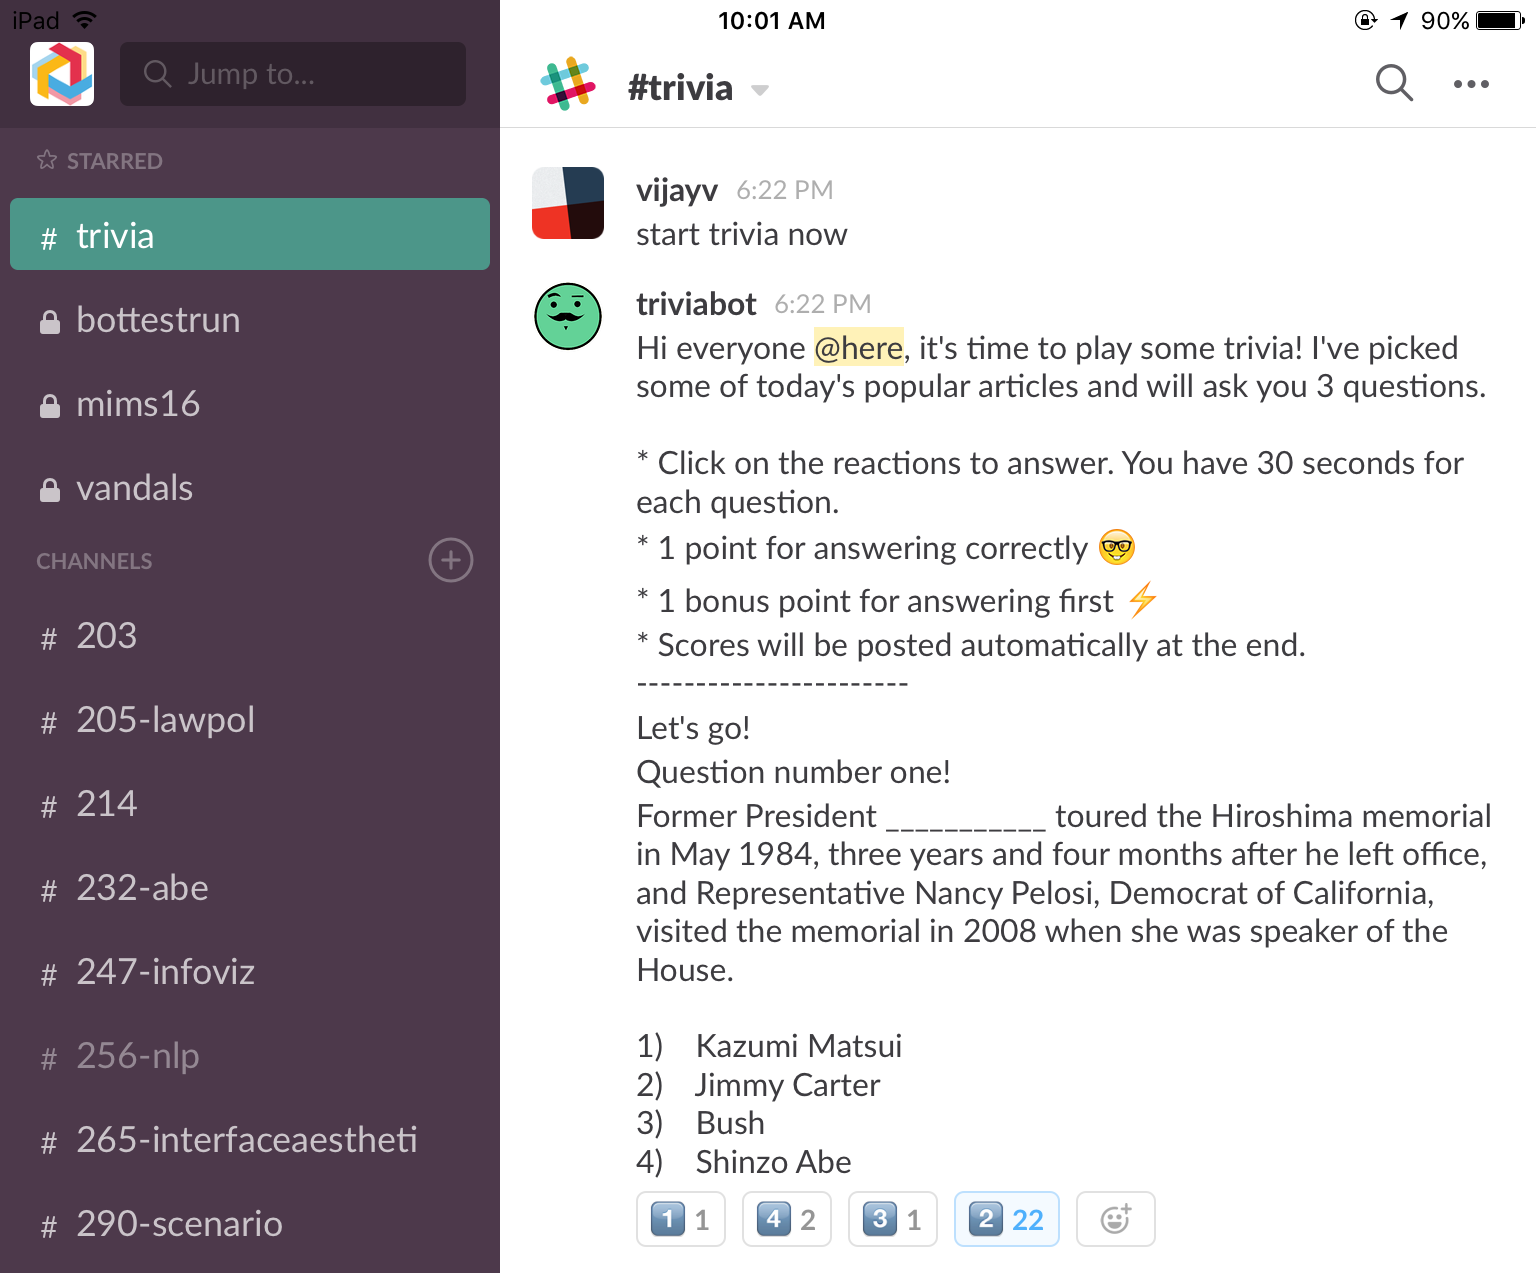 iPad
10:01 AM
90%
Jump to...
STARRED
# trivia
bottestrun
mims16
vandals
CHANNELS
# 203
# 205-lawpol
# 214
# 232-abe
# 247-infoviz
# 256-nlp
# 265-interfaceaestheti
# 290-scenario
#trivia
vijayv 6:22 PM
start trivia now
triviabot 6:22 PM
Hi everyone @here, it's time to play some trivia! I've picked
some of today's popular articles and will ask you 3 questions.
* Click on the reactions to answer. You have 30 seconds for
each question.
* 1 point for answering correctly 🤓
* 1 bonus point for answering first ⚡
* Scores will be posted automatically at the end.
-----------------------
Let's go!
Question number one!
Former President ___________ toured the Hiroshima memorial
in May 1984, three years and four months after he left office,
and Representative Nancy Pelosi, Democrat of California,
visited the memorial in 2008 when she was speaker of the
House.
1) Kazumi Matsui
2) Jimmy Carter
3) Bush
4) Shinzo Abe
1 1 4 2 3 1 2 22